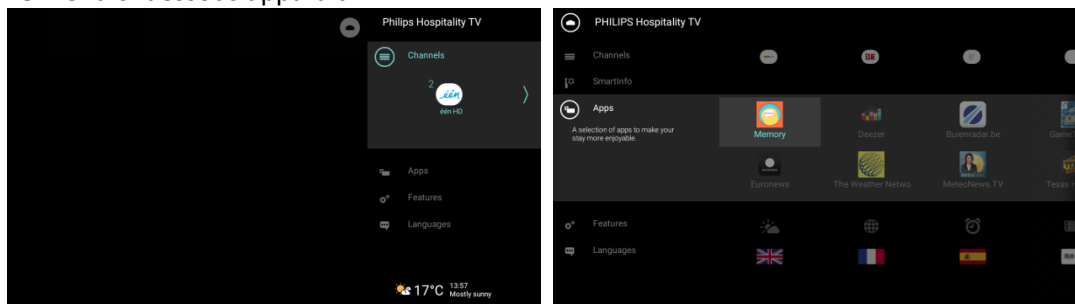 Philips Hospitality TV
Channels
2
één
één HD
Apps
Features
Languages
17°C
13:57
Mostly sunny
PHILIPS Hospitality TV
Channels
SmartInfo
Apps
A selection of apps to make your
stay more enjoyable.
Memory
Deezer
Buienradar.be
Euronews
The Weather Netwo
MeteoNews.TV
Features
Languages